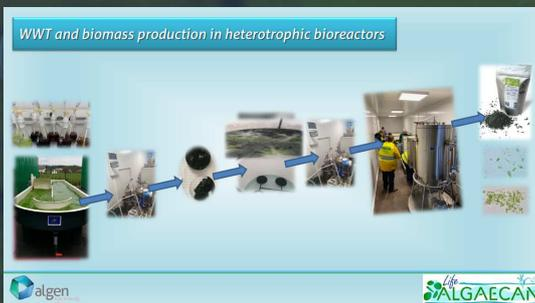 WWT and biomass production in heterotrophic bioreactors
algen
Life
ALGAECAN